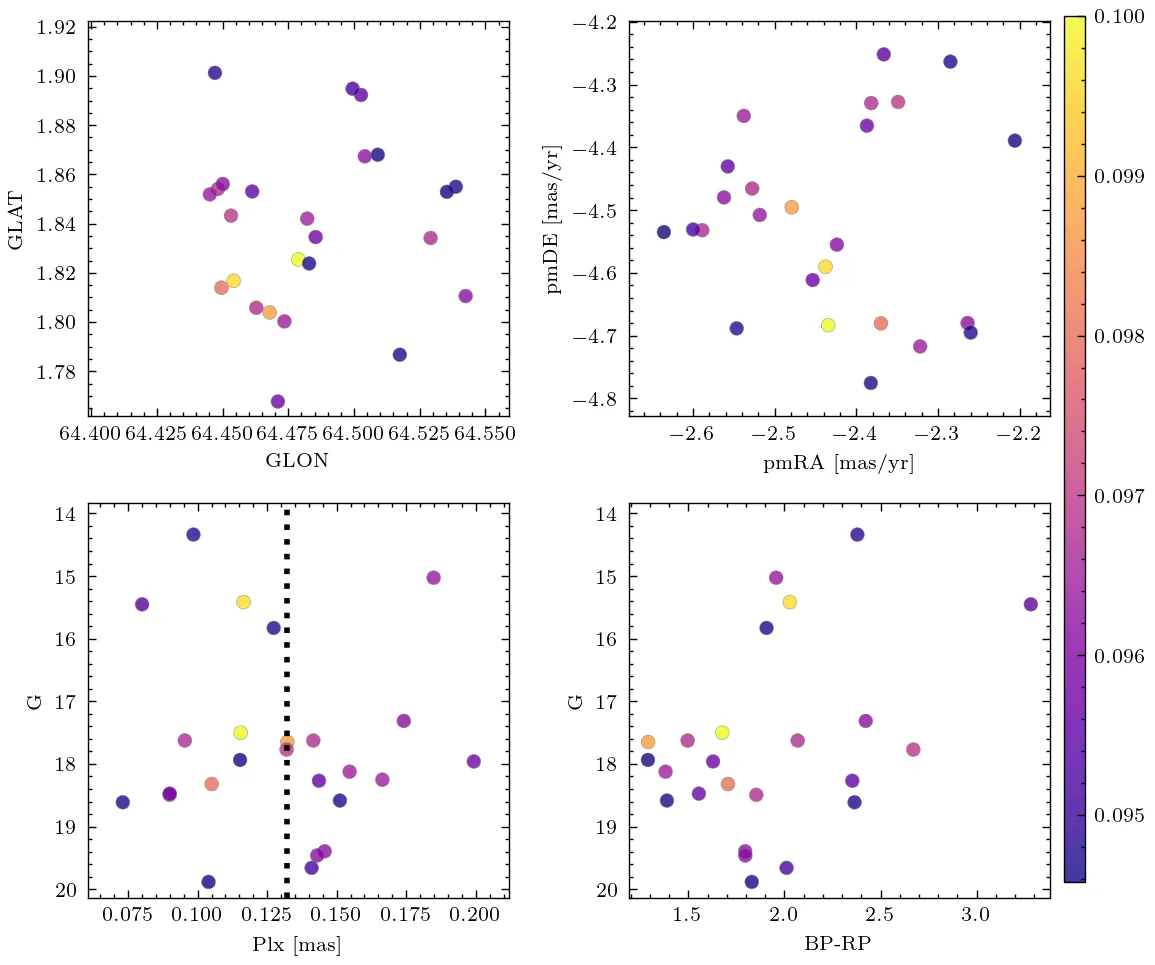 1.92
1.90
1.88
1.86
1.84
1.82
1.80
1.78
GLAT
64.400 64.425 64.450 64.475 64.500 64.525 64.550
GLON
−4.2
−4.3
−4.4
−4.5
−4.6
−4.7
−4.8
pmDE [mas/yr]
−2.6 −2.5 −2.4 −2.3 −2.2
pmRA [mas/yr]
0.100
0.099
0.098
0.097
0.096
0.095
14
15
16
17
18
19
20
G
0.075 0.100 0.125 0.150 0.175 0.200
Plx [mas]
14
15
16
17
18
19
20
G
1.5 2.0 2.5 3.0
BP-RP